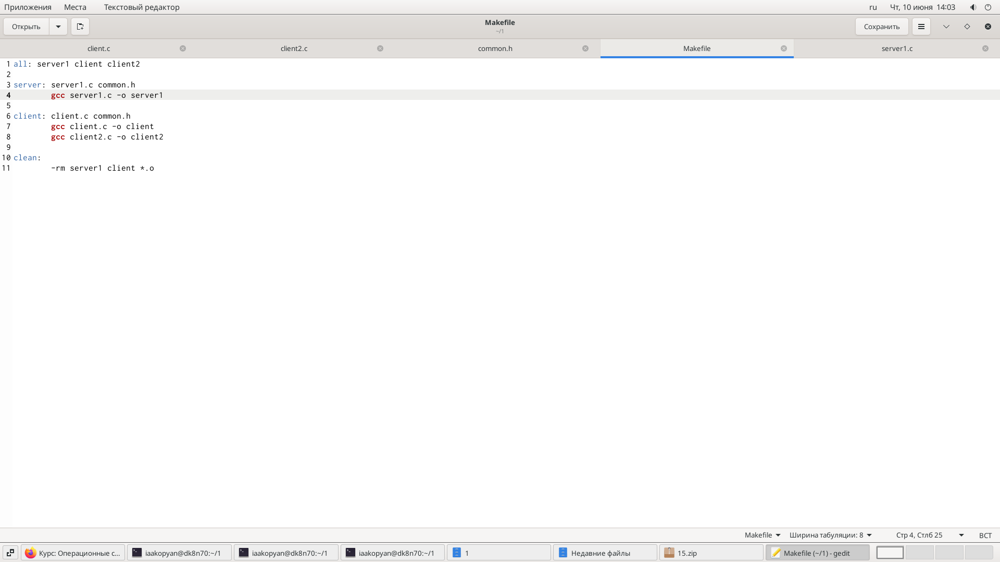 Приложения Места Текстовый редактор ru Чт, 10 июня 14:03
Открыть Makefile Сохранить
~/1
client.c client2.c common.h Makefile server1.c
1 all: server1 client client2
2
3 server: server1.c common.h
4 gcc server1.c -o server1
5
6 client: client.c common.h
7 gcc client.c -o client
8 gcc client2.c -o client2
9
10 clean:
11 -rm server1 client *.o
Makefile Ширина табуляции: 8 Стр 4, Стлб 25 ВСТ
Курс: Операционные с... iaakopyan@dk8n70:~/1 iaakopyan@dk8n70:~/1 iaakopyan@dk8n70:~/1 1 Недавние файлы 15.zip Makefile (~/1) - gedit